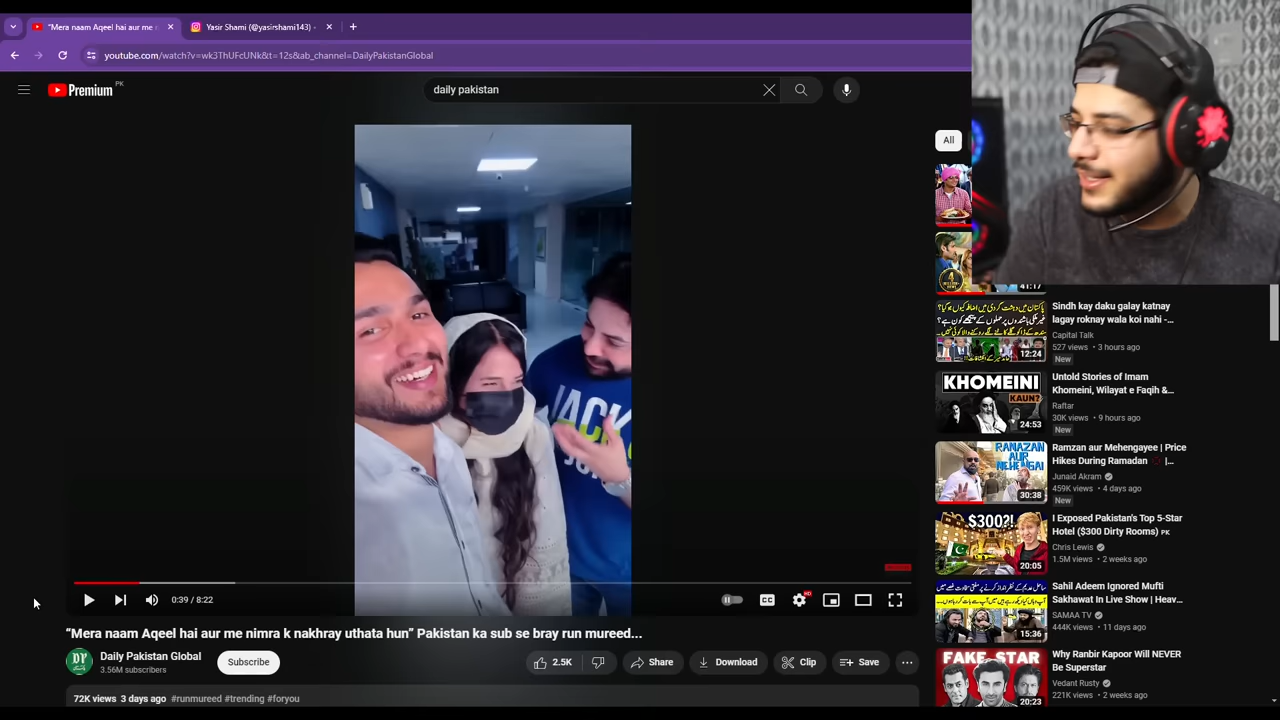 "Mera naam Aqeel hai aur me n
Yasir Shami (@yasirshami143) •
youtube.com/watch?v=wk3ThUFcUNk&t=12s&ab_channel=DailyPakistanGlobal
Premium PK
daily pakistan
All
JACK
JO
41:17
Sindh kay daku galay katnay
lagay roknay wala koi nahi -...
Capital Talk
527 views • 3 hours ago
New
12:24
KHOMEINI
KAUN?
24:53
Untold Stories of Imam
Khomeini, Wilayat e Faqih &...
Raftar
30K views • 9 hours ago
New
RAMAZAN
AUR
MEHENGAI
30:38
Ramzan aur Mehengayee | Price
Hikes During Ramadan |...
Junaid Akram
459K views • 4 days ago
New
$300?!
20:05
I Exposed Pakistan's Top 5-Star
Hotel ($300 Dirty Rooms) PK
Chris Lewis
1.5M views • 2 weeks ago
15:36
Sahil Adeem Ignored Mufti
Sakhawat In Live Show | Heav...
SAMAA TV
444K views • 11 days ago
FAKE STAR
20:23
Why Ranbir Kapoor Will NEVER
Be Superstar
Vedant Rusty
221K views • 2 weeks ago
0:39 / 8:22
CC
HD
"Mera naam Aqeel hai aur me nimra k nakhray uthata hun" Pakistan ka sub se bray run mureed...
DY
Daily Pakistan Global
3.56M subscribers
Subscribe
2.5K
Share
Download
Clip
Save
72K views 3 days ago #runmureed #trending #foryou